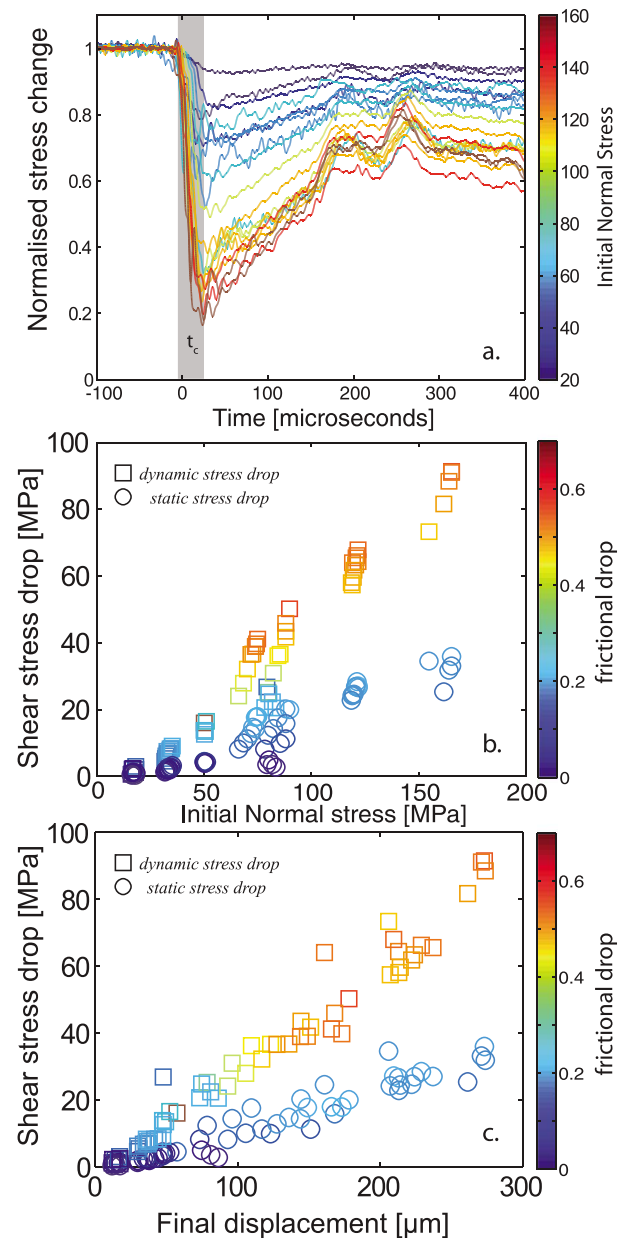 Normalised stress change
1
0.8
0.6
0.4
0.2
0
t_c
a.
-100
0
100
200
300
400
Time [microseconds]
160
140
120
100
80
60
40
20
Initial Normal Stress
Shear stress drop [MPa]
100
80
60
40
20
0
dynamic stress drop
static stress drop
b.
0
50
100
150
200
Initial Normal stress [MPa]
0.6
0.4
0.2
0
frictional drop
Shear stress drop [MPa]
100
80
60
40
20
0
dynamic stress drop
static stress drop
c.
0
100
200
300
Final displacement [µm]
0.6
0.4
0.2
0
frictional drop